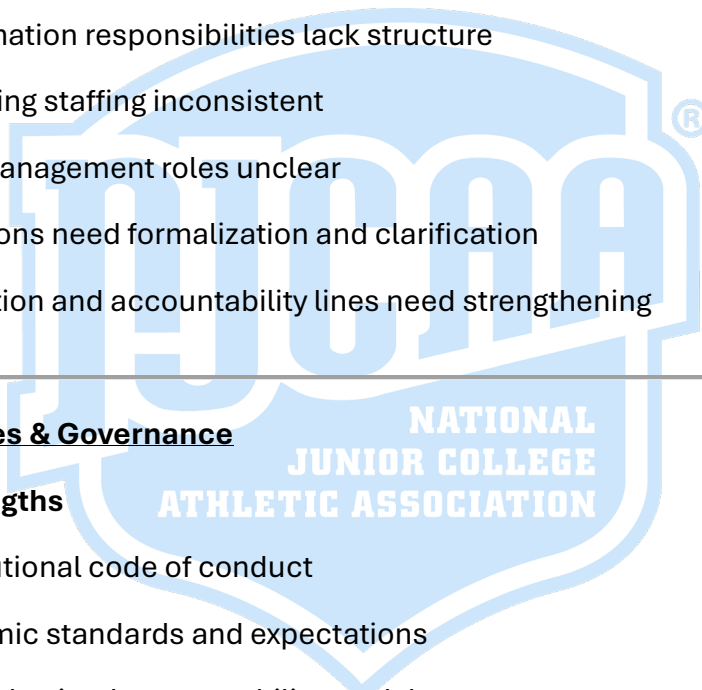 nation responsibilities lack structure
ing staffing inconsistent
anagement roles unclear
ons need formalization and clarification
tion and accountability lines need strengthening
NJCAA
®
es & Governance
gths
utional code of conduct
mic standards and expectations
NATIONAL
JUNIOR COLLEGE
ATHLETIC ASSOCIATION